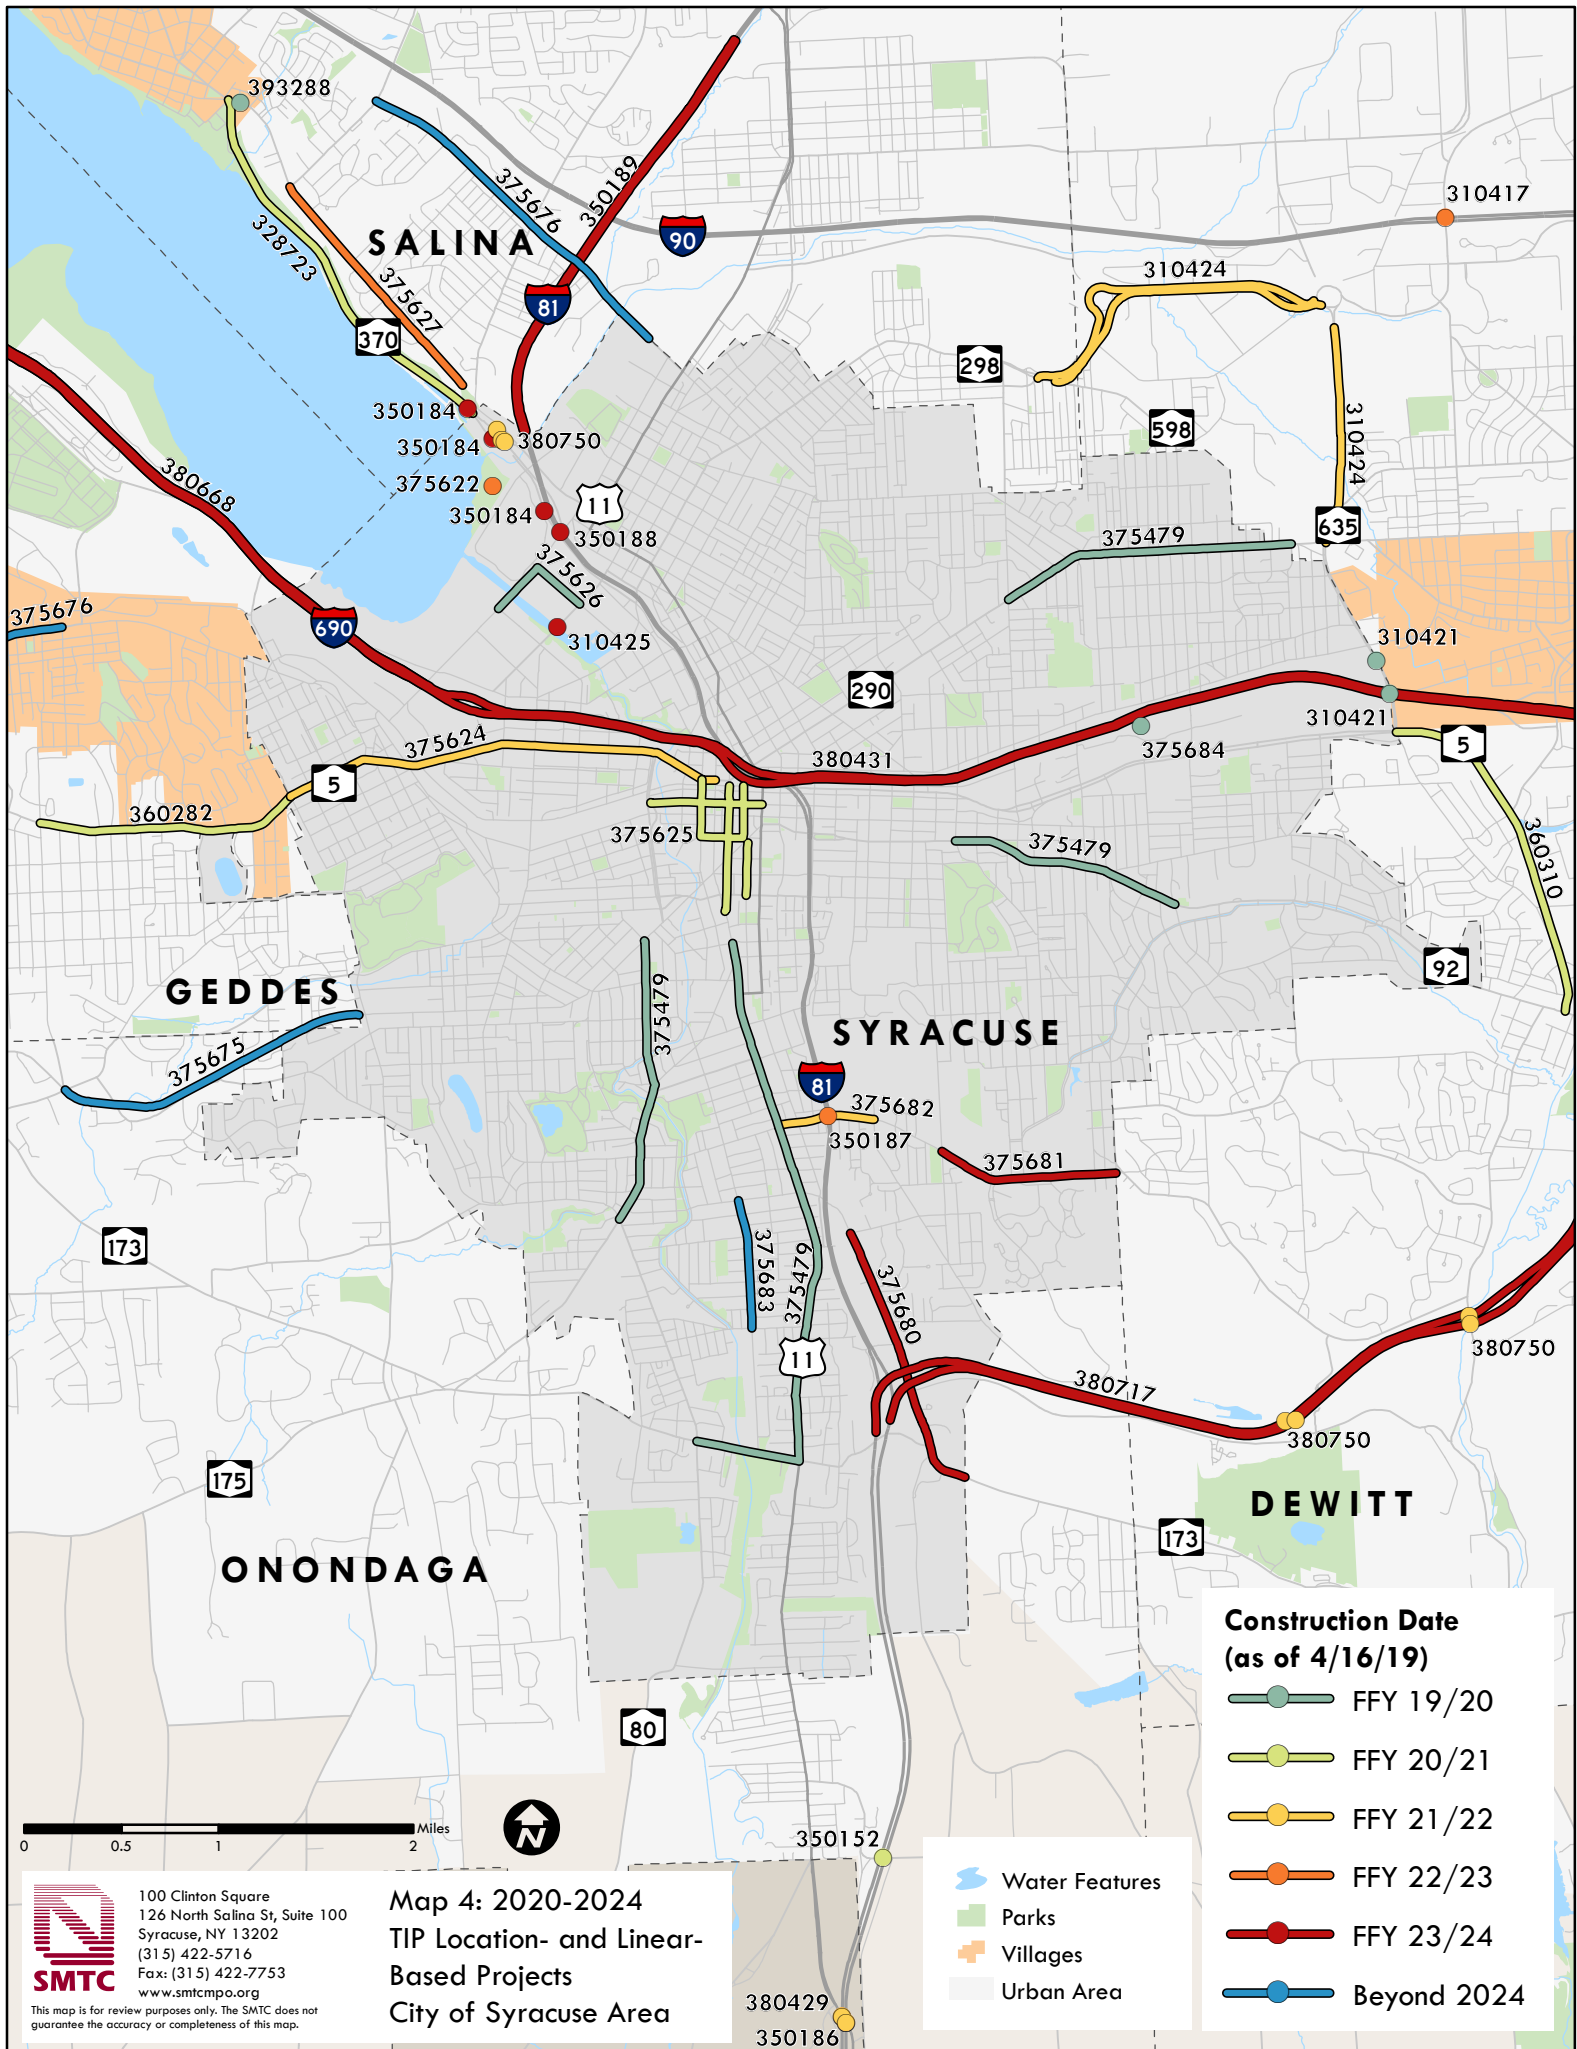 393288
350189
375676
310417
90
SALINA
328723
375627
310424
81
370
298
350184
598
350184
380750
310424
375622
380668
11
350184
635
350188
375479
375626
375676
690
310425
310421
290
310421
375624
5
380431
375684
5
360282
375625
375479
360310
92
GEDDES
375479
SYRACUSE
375675
81
375682
350187
375681
173
375683
375479
375680
11
380750
380717
380750
175
DEWITT
173
ONONDAGA
80
350152
380429
350186
Construction Date
(as of 4/16/19)
FFY 19/20
FFY 20/21
FFY 21/22
FFY 22/23
FFY 23/24
Beyond 2024
Water Features
Parks
Villages
Urban Area
Miles
0 0.5 1 2
N
SMTC
100 Clinton Square
126 North Salina St, Suite 100
Syracuse, NY 13202
(315) 422-5716
Fax: (315) 422-7753
www.smtcmpo.org
This map is for review purposes only. The SMTC does not
guarantee the accuracy or completeness of this map.
Map 4: 2020-2024
TIP Location- and Linear-
Based Projects
City of Syracuse Area